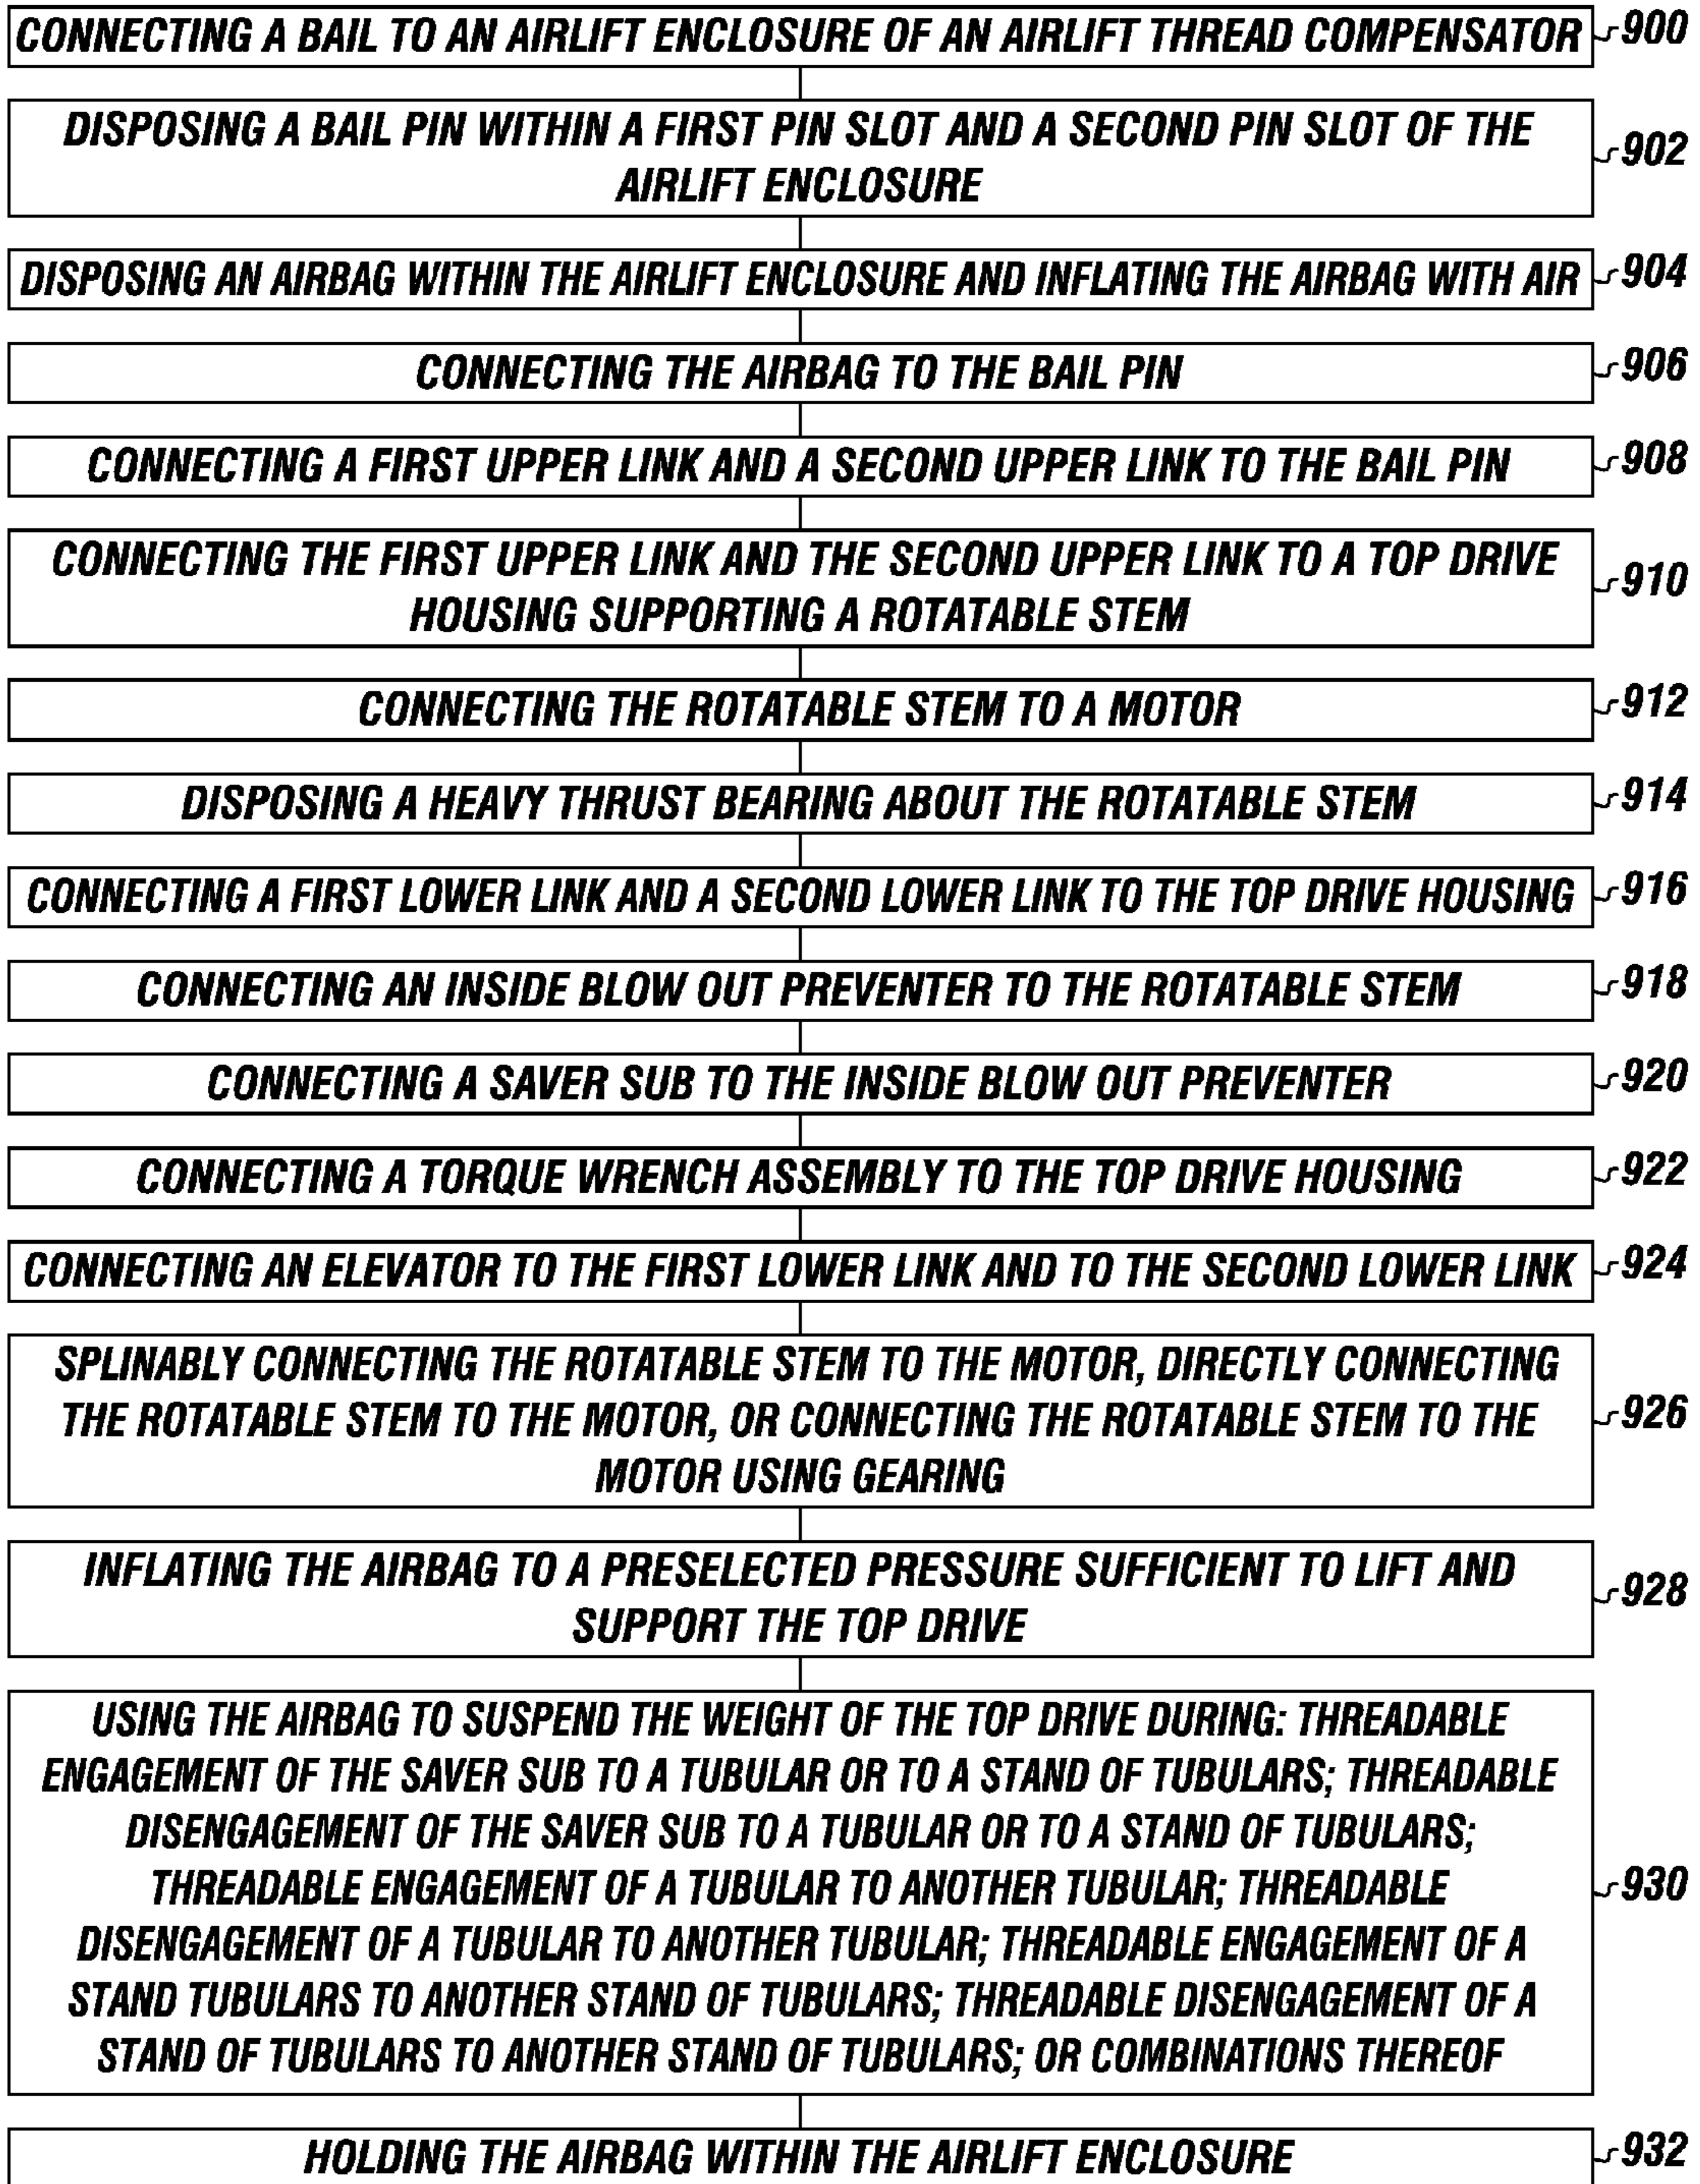 CONNECTING A BAIL TO AN AIRLIFT ENCLOSURE OF AN AIRLIFT THREAD COMPENSATOR 900
DISPOSING A BAIL PIN WITHIN A FIRST PIN SLOT AND A SECOND PIN SLOT OF THE
AIRLIFT ENCLOSURE
902
DISPOSING AN AIRBAG WITHIN THE AIRLIFT ENCLOSURE AND INFLATING THE AIRBAG WITH AIR 904
CONNECTING THE AIRBAG TO THE BAIL PIN 906
CONNECTING A FIRST UPPER LINK AND A SECOND UPPER LINK TO THE BAIL PIN 908
CONNECTING THE FIRST UPPER LINK AND THE SECOND UPPER LINK TO A TOP DRIVE
HOUSING SUPPORTING A ROTATABLE STEM
910
CONNECTING THE ROTATABLE STEM TO A MOTOR 912
DISPOSING A HEAVY THRUST BEARING ABOUT THE ROTATABLE STEM 914
CONNECTING A FIRST LOWER LINK AND A SECOND LOWER LINK TO THE TOP DRIVE HOUSING 916
CONNECTING AN INSIDE BLOW OUT PREVENTER TO THE ROTATABLE STEM 918
CONNECTING A SAVER SUB TO THE INSIDE BLOW OUT PREVENTER 920
CONNECTING A TORQUE WRENCH ASSEMBLY TO THE TOP DRIVE HOUSING 922
CONNECTING AN ELEVATOR TO THE FIRST LOWER LINK AND TO THE SECOND LOWER LINK 924
SPLINABLY CONNECTING THE ROTATABLE STEM TO THE MOTOR, DIRECTLY CONNECTING
THE ROTATABLE STEM TO THE MOTOR, OR CONNECTING THE ROTATABLE STEM TO THE
MOTOR USING GEARING
926
INFLATING THE AIRBAG TO A PRESELECTED PRESSURE SUFFICIENT TO LIFT AND
SUPPORT THE TOP DRIVE
928
USING THE AIRBAG TO SUSPEND THE WEIGHT OF THE TOP DRIVE DURING: THREADABLE
ENGAGEMENT OF THE SAVER SUB TO A TUBULAR OR TO A STAND OF TUBULARS; THREADABLE
DISENGAGEMENT OF THE SAVER SUB TO A TUBULAR OR TO A STAND OF TUBULARS;
THREADABLE ENGAGEMENT OF A TUBULAR TO ANOTHER TUBULAR; THREADABLE
DISENGAGEMENT OF A TUBULAR TO ANOTHER TUBULAR; THREADABLE ENGAGEMENT OF A
STAND TUBULARS TO ANOTHER STAND OF TUBULARS; THREADABLE DISENGAGEMENT OF A
STAND OF TUBULARS TO ANOTHER STAND OF TUBULARS; OR COMBINATIONS THEREOF
930
HOLDING THE AIRBAG WITHIN THE AIRLIFT ENCLOSURE 932